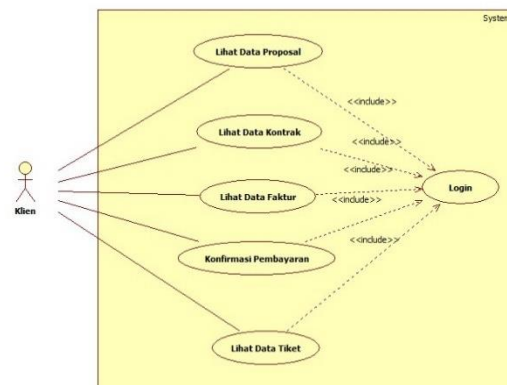 System
Lihat Data Proposal
<<include>>
Lihat Data Kontrak
<<include>>
<<include>>
Klien
Lihat Data Faktur
Login
<<include>>
Konfirmasi Pembayaran
<<include>>
Lihat Data Tiket